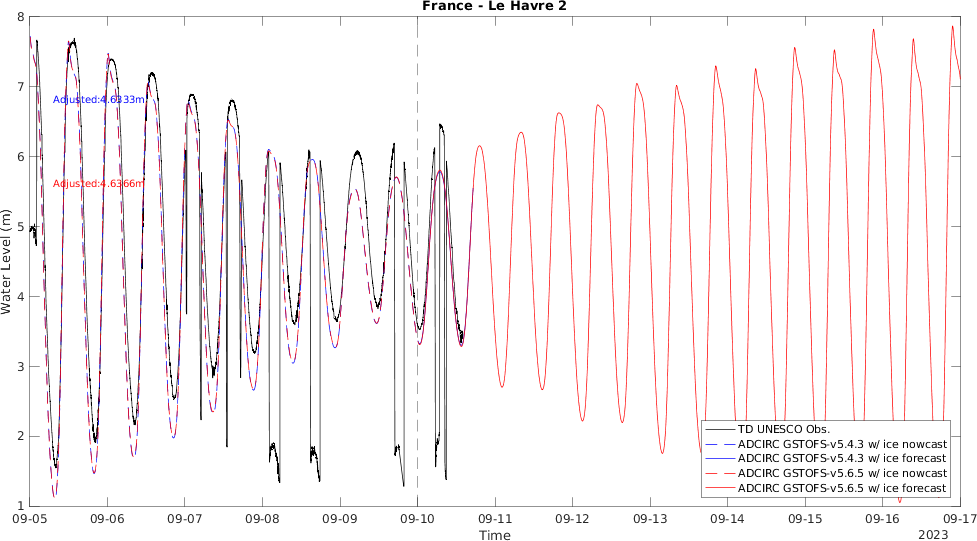 France - Le Havre 2
8
7
6
5
4
3
2
1
Water Level (m)
Adjusted:4.6333m
Adjusted:4.6366m
TD UNESCO Obs.
ADCIRC GSTOFS-v5.4.3 w/ ice nowcast
ADCIRC GSTOFS-v5.4.3 w/ ice forecast
ADCIRC GSTOFS-v5.6.5 w/ ice nowcast
ADCIRC GSTOFS-v5.6.5 w/ ice forecast
09-05 09-06 09-07 09-08 09-09 09-10 09-11 09-12 09-13 09-14 09-15 09-16 09-17
Time
2023